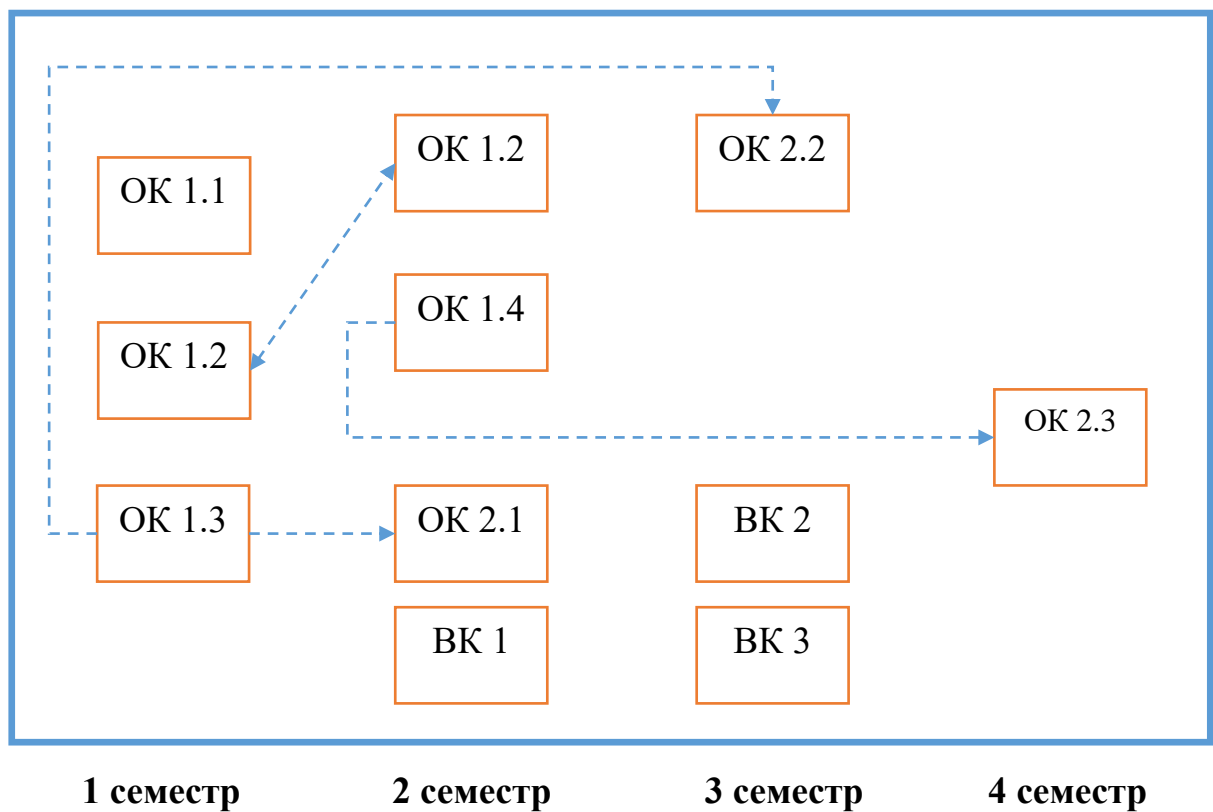 ОК 1.2
ОК 2.2
ОК 1.1
ОК 1.4
ОК 1.2
ОК 2.3
ОК 1.3
ОК 2.1
ВК 2
ВК 1
ВК 3
1 семестр
2 семестр
3 семестр
4 семестр